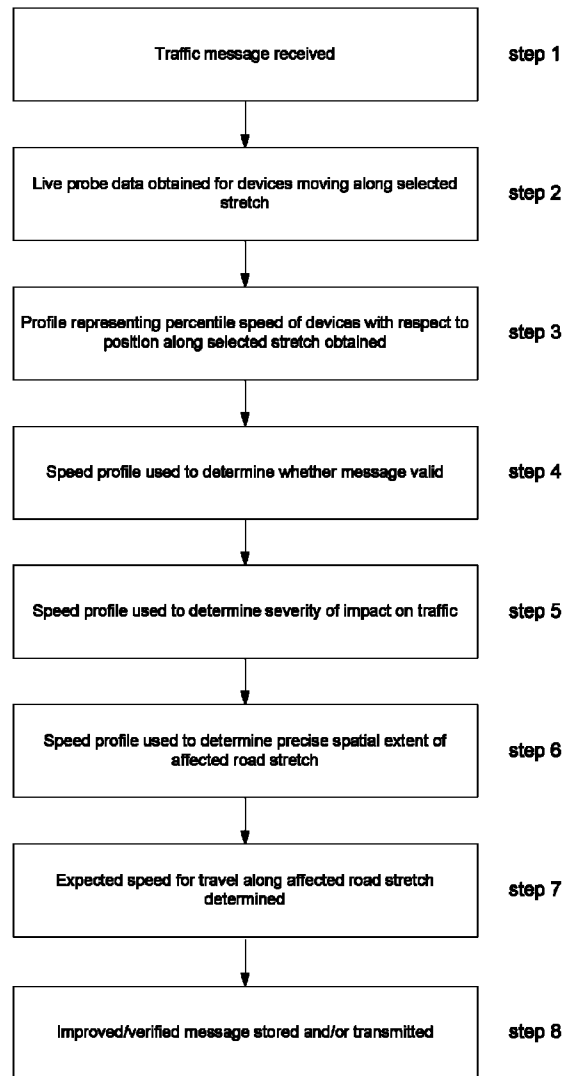 Traffic message received
step 1
Live probe data obtained for devices moving along selected
stretch
step 2
Profile representing percentile speed of devices with respect to
position along selected stretch obtained
step 3
Speed profile used to determine whether message valid
step 4
Speed profile used to determine severity of impact on traffic
step 5
Speed profile used to determine precise spatial extent of
affected road stretch
step 6
Expected speed for travel along affected road stretch
determined
step 7
Improved/verified message stored and/or transmitted
step 8